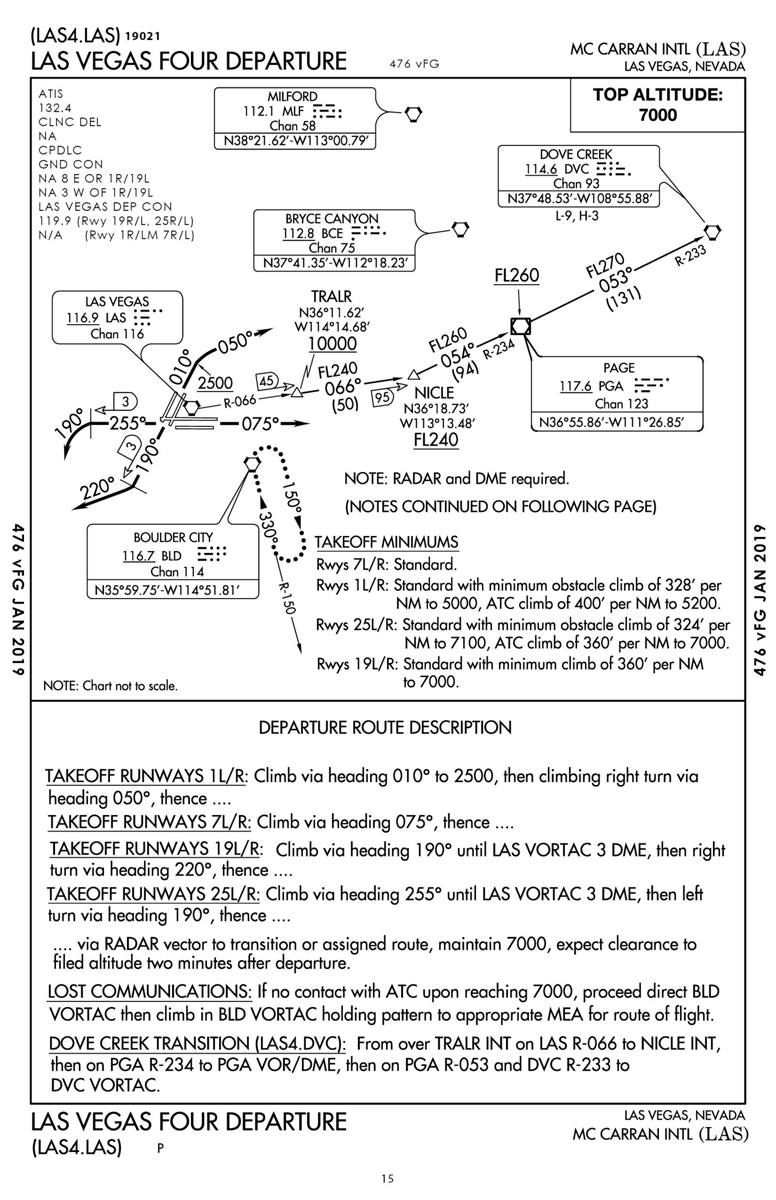 (LAS4.LAS) 19021
LAS VEGAS FOUR DEPARTURE
476 vFG
MC CARRAN INTL (LAS)
LAS VEGAS, NEVADA
ATIS
132.4
CLNC DEL
NA
CPDLC
GND CON
NA 8 E OR 1R/19L
NA 3 W OF 1R/19L
LAS VEGAS DEP CON
119.9 (Rwy 19R/L, 25R/L)
N/A (Rwy 1R/LM 7R/L)
MILFORD
112.1 MLF
Chan 58
N38°21.62'-W113°00.79'
TOP ALTITUDE:
7000
DOVE CREEK
114.6 DVC
Chan 93
N37°48.53'-W108°55.88'
L-9, H-3
BRYCE CANYON
112.8 BCE
Chan 75
N37°41.35'-W112°18.23'
R-233
FL270
053°
(131)
FL260
LAS VEGAS
116.9 LAS
Chan 116
TRALR
N36°11.62'
W114°14.68'
10000
010°
050°
2500
R-066
45
FL240
066°
(50)
95
NICLE
N36°18.73'
W113°13.48'
FL240
FL260
054°
(94)
R-234
PAGE
117.6 PGA
Chan 123
N36°55.86'-W111°26.85'
190°
3
255°
075°
3
190°
220°
150°
330°
R-150
BOULDER CITY
116.7 BLD
Chan 114
N35°59.75'-W114°51.81'
NOTE: RADAR and DME required.
(NOTES CONTINUED ON FOLLOWING PAGE)
TAKEOFF MINIMUMS
Rwys 7L/R: Standard.
Rwys 1L/R: Standard with minimum obstacle climb of 328' per
NM to 5000, ATC climb of 400' per NM to 5200.
Rwys 25L/R: Standard with minimum obstacle climb of 324' per
NM to 7100, ATC climb of 360' per NM to 7000.
Rwys 19L/R: Standard with minimum climb of 360' per NM
to 7000.
NOTE: Chart not to scale.
476 vFG JAN 2019
476 vFG JAN 2019
DEPARTURE ROUTE DESCRIPTION
TAKEOFF RUNWAYS 1L/R: Climb via heading 010° to 2500, then climbing right turn via
heading 050°, thence ....
TAKEOFF RUNWAYS 7L/R: Climb via heading 075°, thence ....
TAKEOFF RUNWAYS 19L/R: Climb via heading 190° until LAS VORTAC 3 DME, then right
turn via heading 220°, thence ....
TAKEOFF RUNWAYS 25L/R: Climb via heading 255° until LAS VORTAC 3 DME, then left
turn via heading 190°, thence ....
.... via RADAR vector to transition or assigned route, maintain 7000, expect clearance to
filed altitude two minutes after departure.
LOST COMMUNICATIONS: If no contact with ATC upon reaching 7000, proceed direct BLD
VORTAC then climb in BLD VORTAC holding pattern to appropriate MEA for route of flight.
DOVE CREEK TRANSITION (LAS4.DVC): From over TRALR INT on LAS R-066 to NICLE INT,
then on PGA R-234 to PGA VOR/DME, then on PGA R-053 and DVC R-233 to
DVC VORTAC.
LAS VEGAS FOUR DEPARTURE
(LAS4.LAS) P
LAS VEGAS, NEVADA
MC CARRAN INTL (LAS)
15